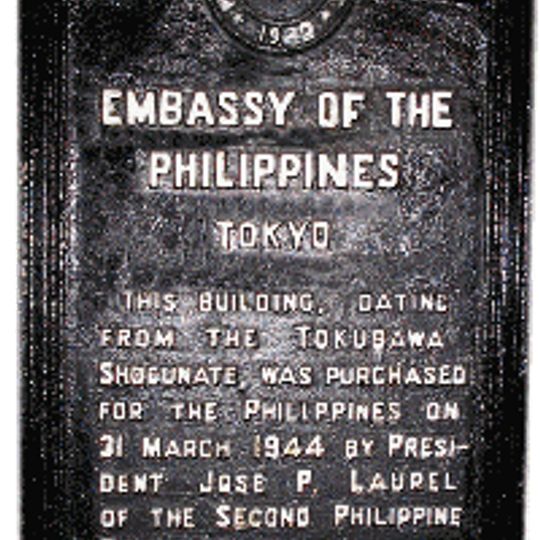 EMBASSY OF THE
PHILIPPINES
TOKYO
THIS BUILDING, DATING
FROM THE TOKUGAWA
SHOGUNATE, WAS PURCHASED
FOR THE PHILIPPINES ON
31 MARCH 1944 BY PRESI-
DENT JOSE P. LAUREL
OF THE SECOND PHILIPPINE